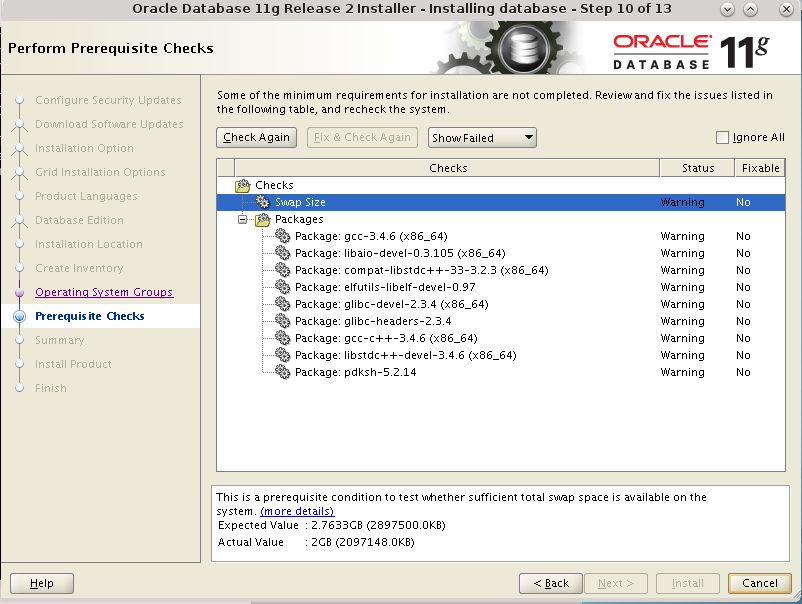 Oracle Database 11g Release 2 Installer - Installing database - Step 10 of 13
Perform Prerequisite Checks
ORACLE
DATABASE
11g
Configure Security Updates
Download Software Updates
Installation Option
Grid Installation Options
Product Languages
Database Edition
Installation Location
Create Inventory
Operating System Groups
Prerequisite Checks
Summary
Install Product
Finish
Some of the minimum requirements for installation are not completed. Review and fix the issues listed in
the following table, and recheck the system.
Check Again Fix & Check Again Show Failed Ignore All
Checks Status Fixable
Checks
Swap Size Warning No
Packages
Package: gcc-3.4.6 (x86_64) Warning No
Package: libaio-devel-0.3.105 (x86_64) Warning No
Package: compat-libstdc++-33-3.2.3 (x86_64) Warning No
Package: elfutils-libelf-devel-0.97 Warning No
Package: glibc-devel-2.3.4 (x86_64) Warning No
Package: glibc-headers-2.3.4 Warning No
Package: gcc-c++-3.4.6 (x86_64) Warning No
Package: libstdc++-devel-3.4.6 (x86_64) Warning No
Package: pdksh-5.2.14 Warning No
This is a prerequisite condition to test whether sufficient total swap space is available on the
system. (more details)
Expected Value : 2.7633GB (2897500.0KB)
Actual Value : 2GB (2097148.0KB)
Help < Back Next > Install Cancel